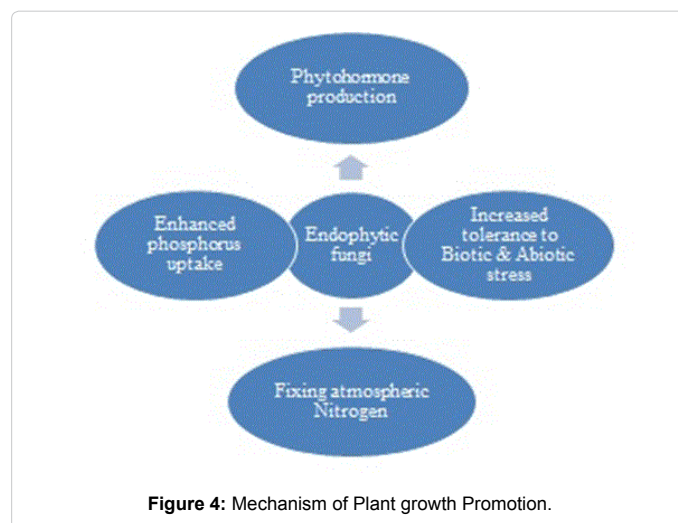 Phytohormone
production
Enhanced
phosphorus
uptake
Endophytic
fungi
Increased
tolerance to
Biotic & Abiotic
stress
Fixing atmospheric
Nitrogen
Figure 4: Mechanism of Plant growth Promotion.